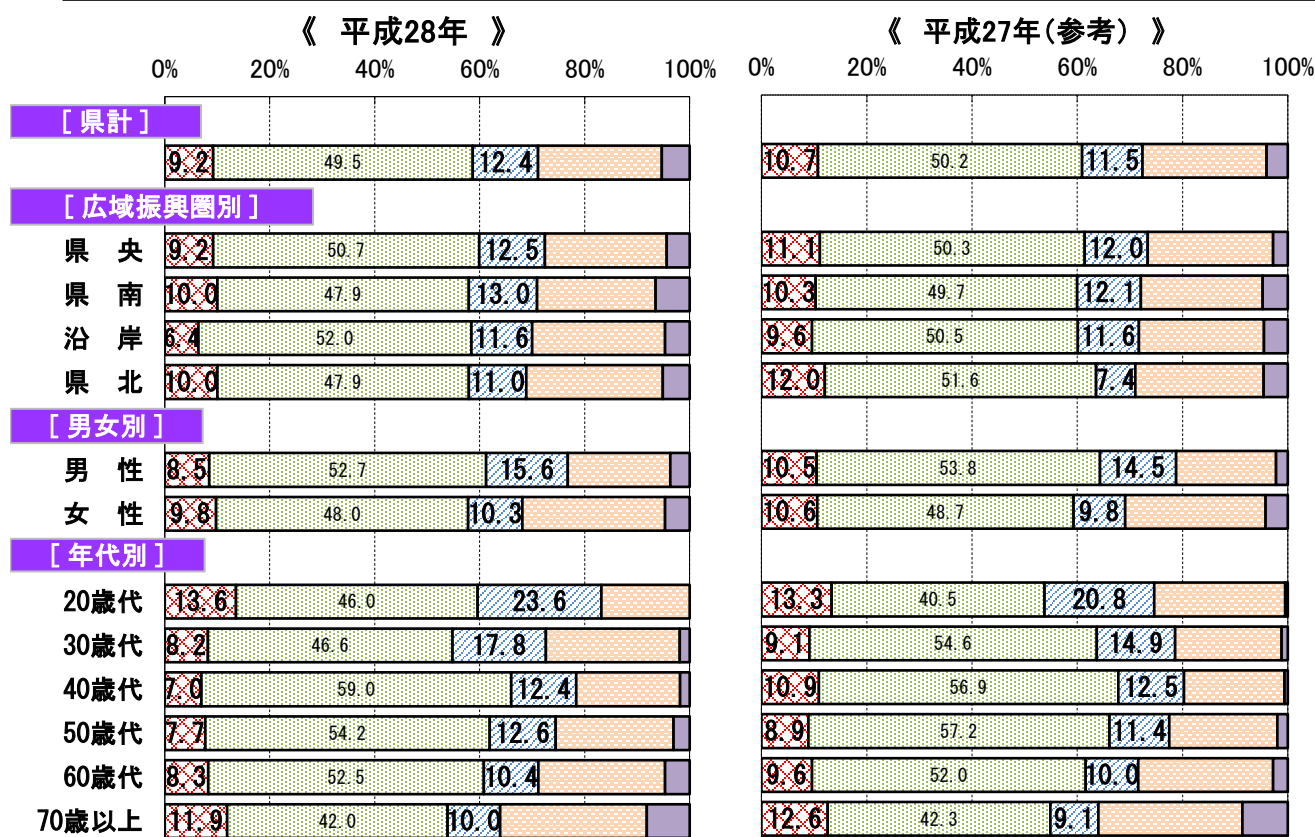 《 平成28年 》 《 平成27年(参考) 》
0% 20% 40% 60% 80% 100% 0% 20% 40% 60% 80% 100%
[ 県計 ]
9.2 49.5 12.4 10.7 50.2 11.5
[ 広域振興圏別 ]
県 央 9.2 50.7 12.5 11.1 50.3 12.0
県 南 10.0 47.9 13.0 10.3 49.7 12.1
沿 岸 6.4 52.0 11.6 9.6 50.5 11.6
県 北 10.0 47.9 11.0 12.0 51.6 7.4
[ 男女別 ]
男 性 8.5 52.7 15.6 10.5 53.8 14.5
女 性 9.8 48.0 10.3 10.6 48.7 9.8
[ 年代別 ]
20歳代 13.6 46.0 23.6 13.3 40.5 20.8
30歳代 8.2 46.6 17.8 9.1 54.6 14.9
40歳代 7.0 59.0 12.4 10.9 56.9 12.5
50歳代 7.7 54.2 12.6 8.9 57.2 11.4
60歳代 8.3 52.5 10.4 9.6 52.0 10.0
70歳以上 11.9 42.0 10.0 12.6 42.3 9.1